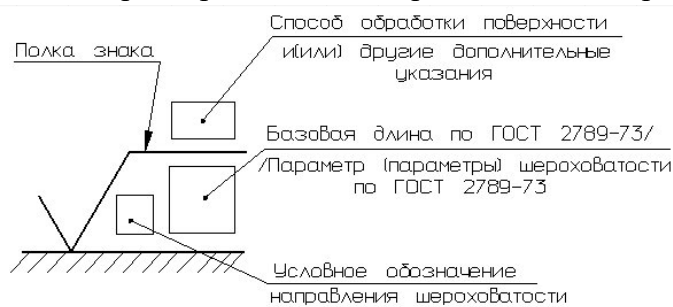 Способ обработки поверхности
и(или) другие дополнительные
указания
Полка знака
Базовая длина по ГОСТ 2789-73/
/Параметр (параметры) шероховатости
по ГОСТ 2789-73
Условное обозначение
направления шероховатости